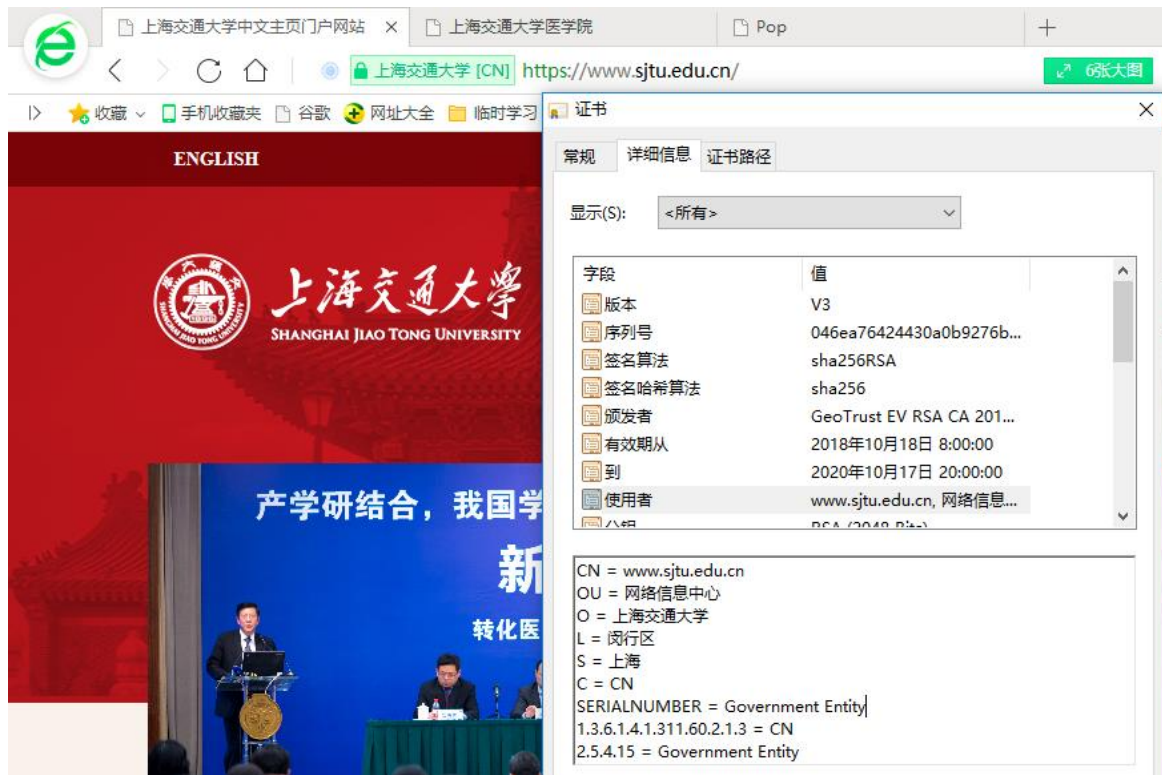 上海交通大学中文主页门户网站
上海交通大学医学院
Pop
上海交通大学 [CN]
https://www.sjtu.edu.cn/
6张大图
收藏
手机收藏夹
谷歌
网址大全
临时学习
ENGLISH
上海交通大学
SHANGHAI JIAO TONG UNIVERSITY
产学研结合，我国学
新
转化医
证书
常规 详细信息 证书路径
显示(S): <所有>
字段 值
版本 V3
序列号 046ea76424430a0b9276b...
签名算法 sha256RSA
签名哈希算法 sha256
颁发者 GeoTrust EV RSA CA 201...
有效期从 2018年10月18日 8:00:00
到 2020年10月17日 20:00:00
使用者 www.sjtu.edu.cn, 网络信息...
CN = www.sjtu.edu.cn
OU = 网络信息中心
O = 上海交通大学
L = 闵行区
S = 上海
C = CN
SERIALNUMBER = Government Entity
1.3.6.1.4.1.311.60.2.1.3 = CN
2.5.4.15 = Government Entity